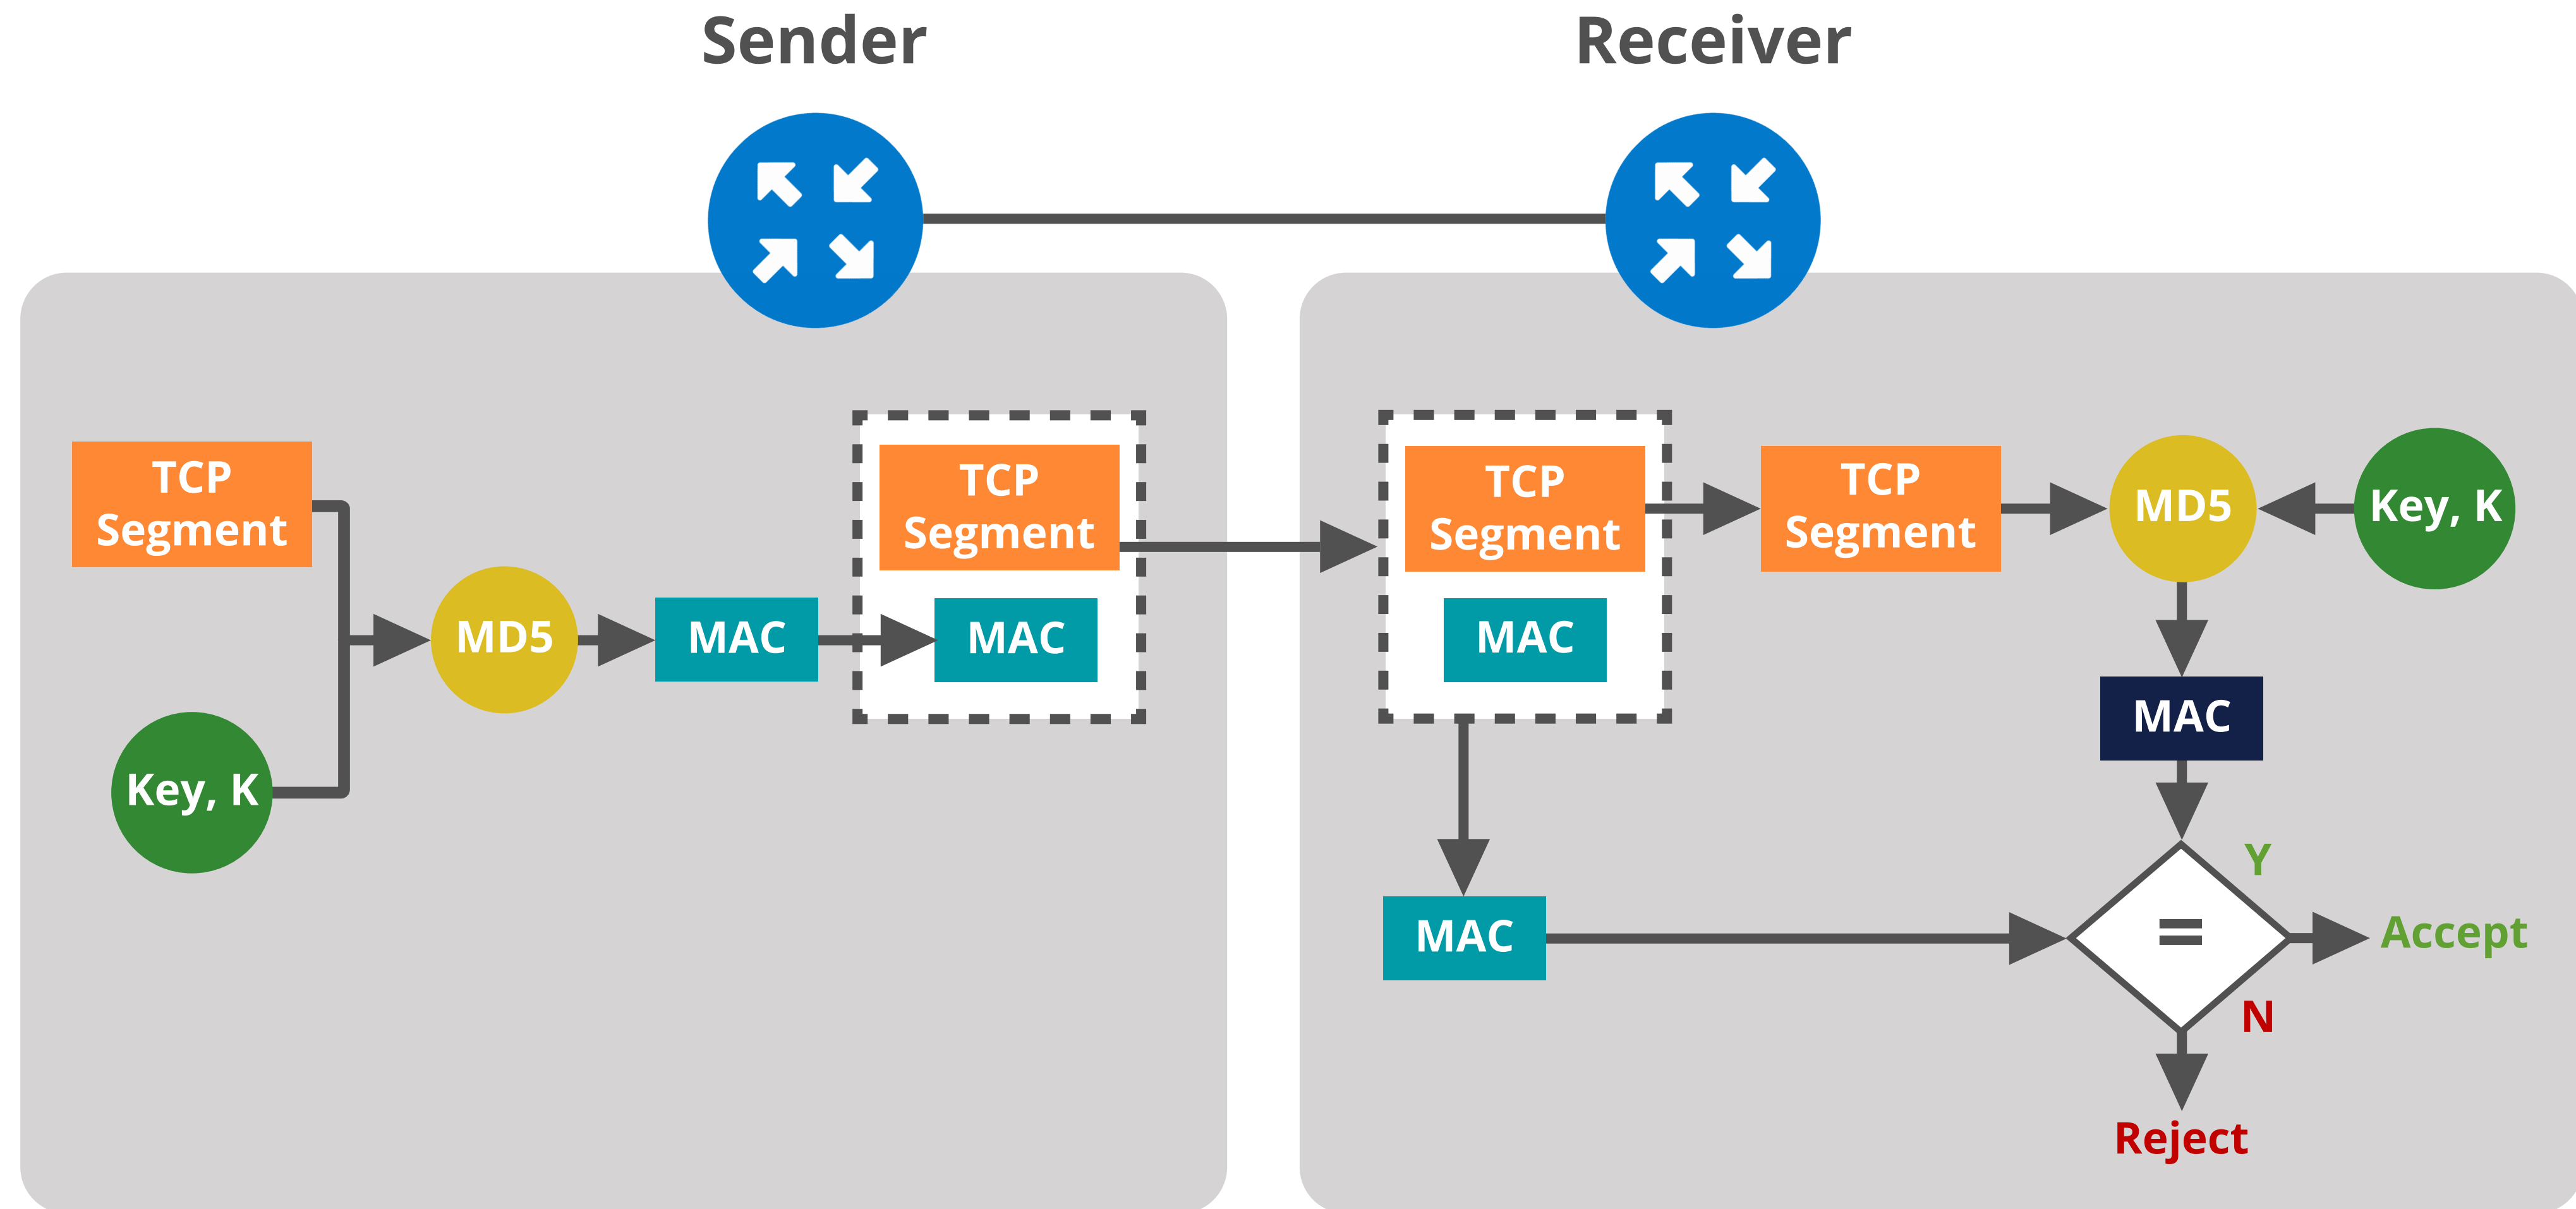 Sender
Receiver
TCP
Segment
Key, K
MD5
MAC
TCP
Segment
MAC
TCP
Segment
MAC
TCP
Segment
MD5
Key, K
MAC
MAC
=
Y
Accept
N
Reject